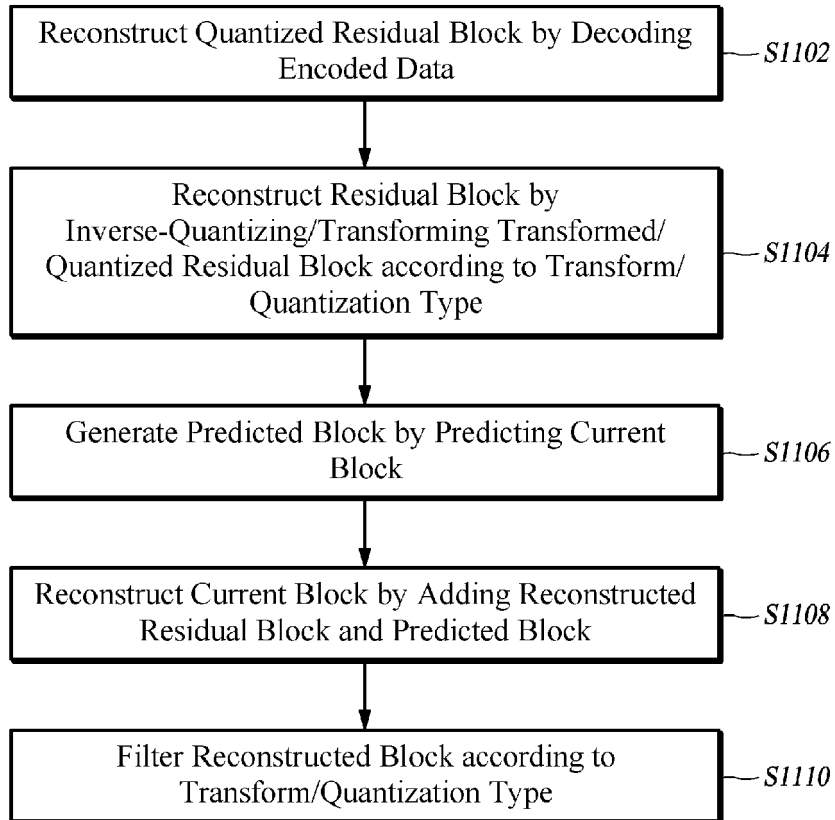 Reconstruct Quantized Residual Block by Decoding
Encoded Data
S1102
Reconstruct Residual Block by
Inverse-Quantizing/Transforming Transformed/
Quantized Residual Block according to Transform/
Quantization Type
S1104
Generate Predicted Block by Predicting Current
Block
S1106
Reconstruct Current Block by Adding Reconstructed
Residual Block and Predicted Block
S1108
Filter Reconstructed Block according to
Transform/Quantization Type
S1110